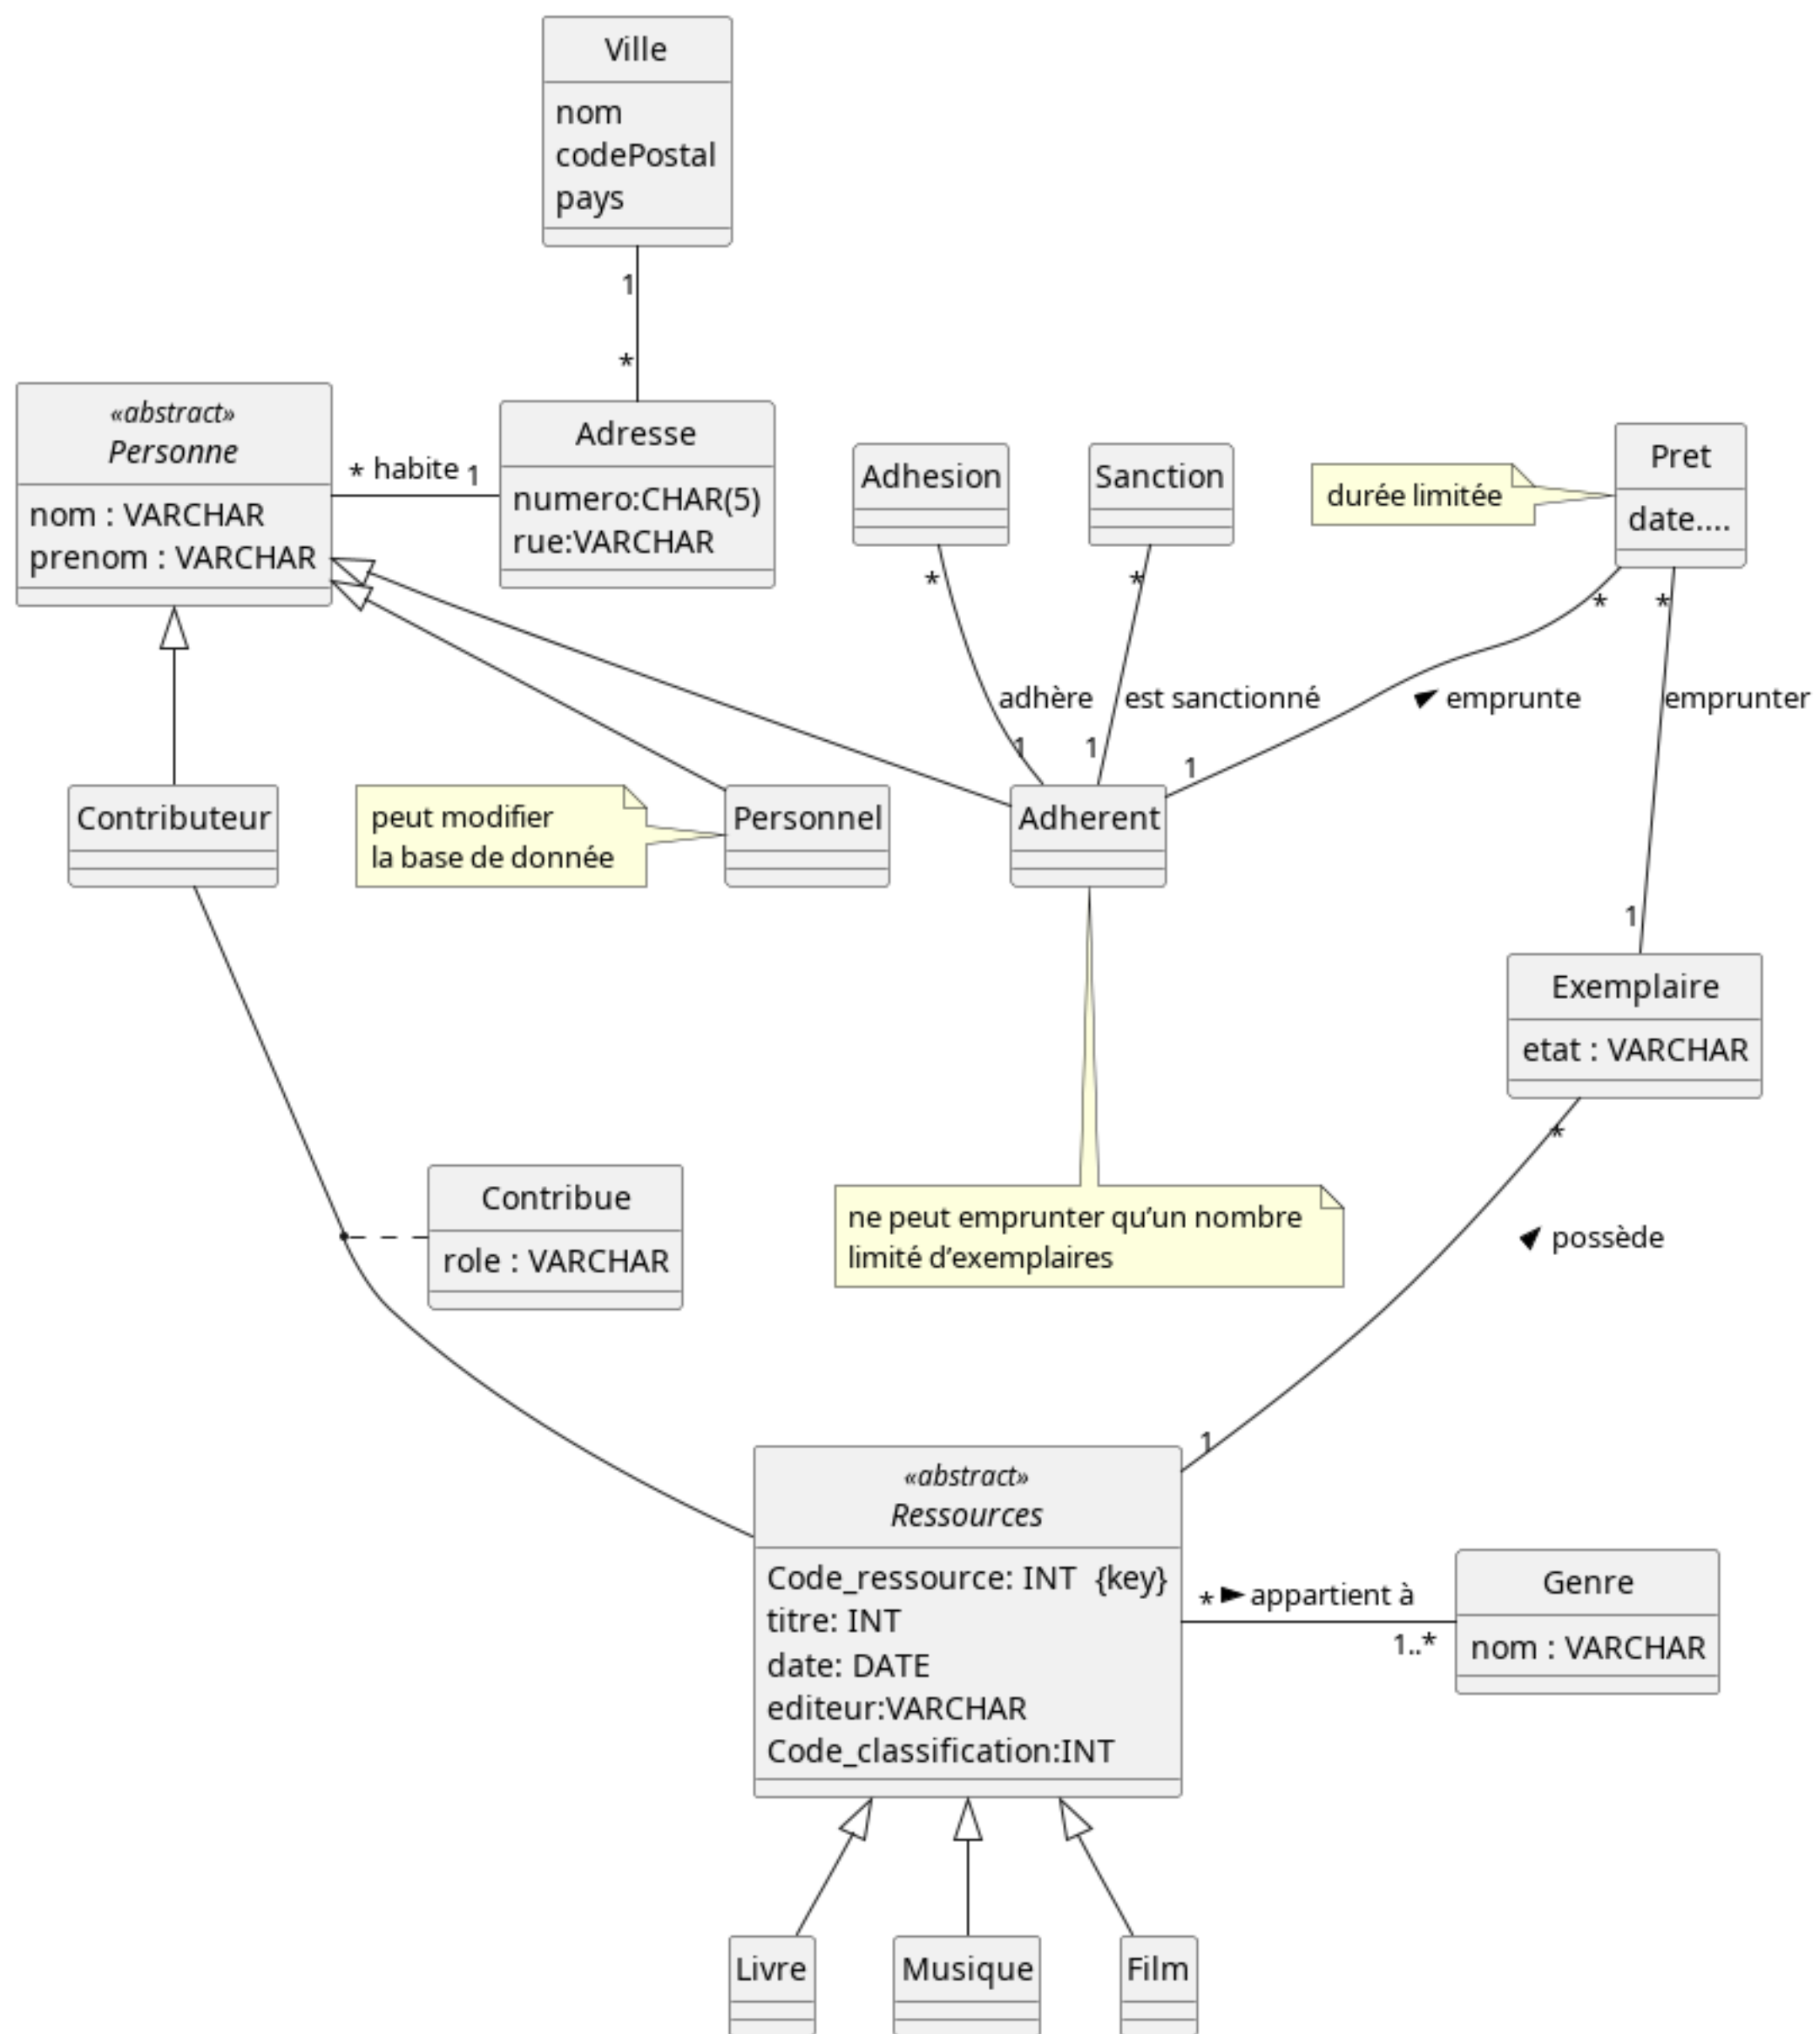 Ville
nom
codePostal
pays
1
*
«abstract»
Personne
nom : VARCHAR
prenom : VARCHAR
* habite 1
Adresse
numero:CHAR(5)
rue:VARCHAR
Adhesion
Sanction
durée limitée
Pret
date....
*
*
*
*
adhère
est sanctionné
emprunte
emprunter
1
1
1
Contributeur
peut modifier
la base de donnée
Personnel
Adherent
1
Exemplaire
etat : VARCHAR
*
Contribue
role : VARCHAR
ne peut emprunter qu’un nombre
limité d’exemplaires
possède
1
«abstract»
Ressources
Code_ressource: INT {key}
titre: INT
date: DATE
editeur:VARCHAR
Code_classification:INT
* appartient à
1..*
Genre
nom : VARCHAR
Livre
Musique
Film